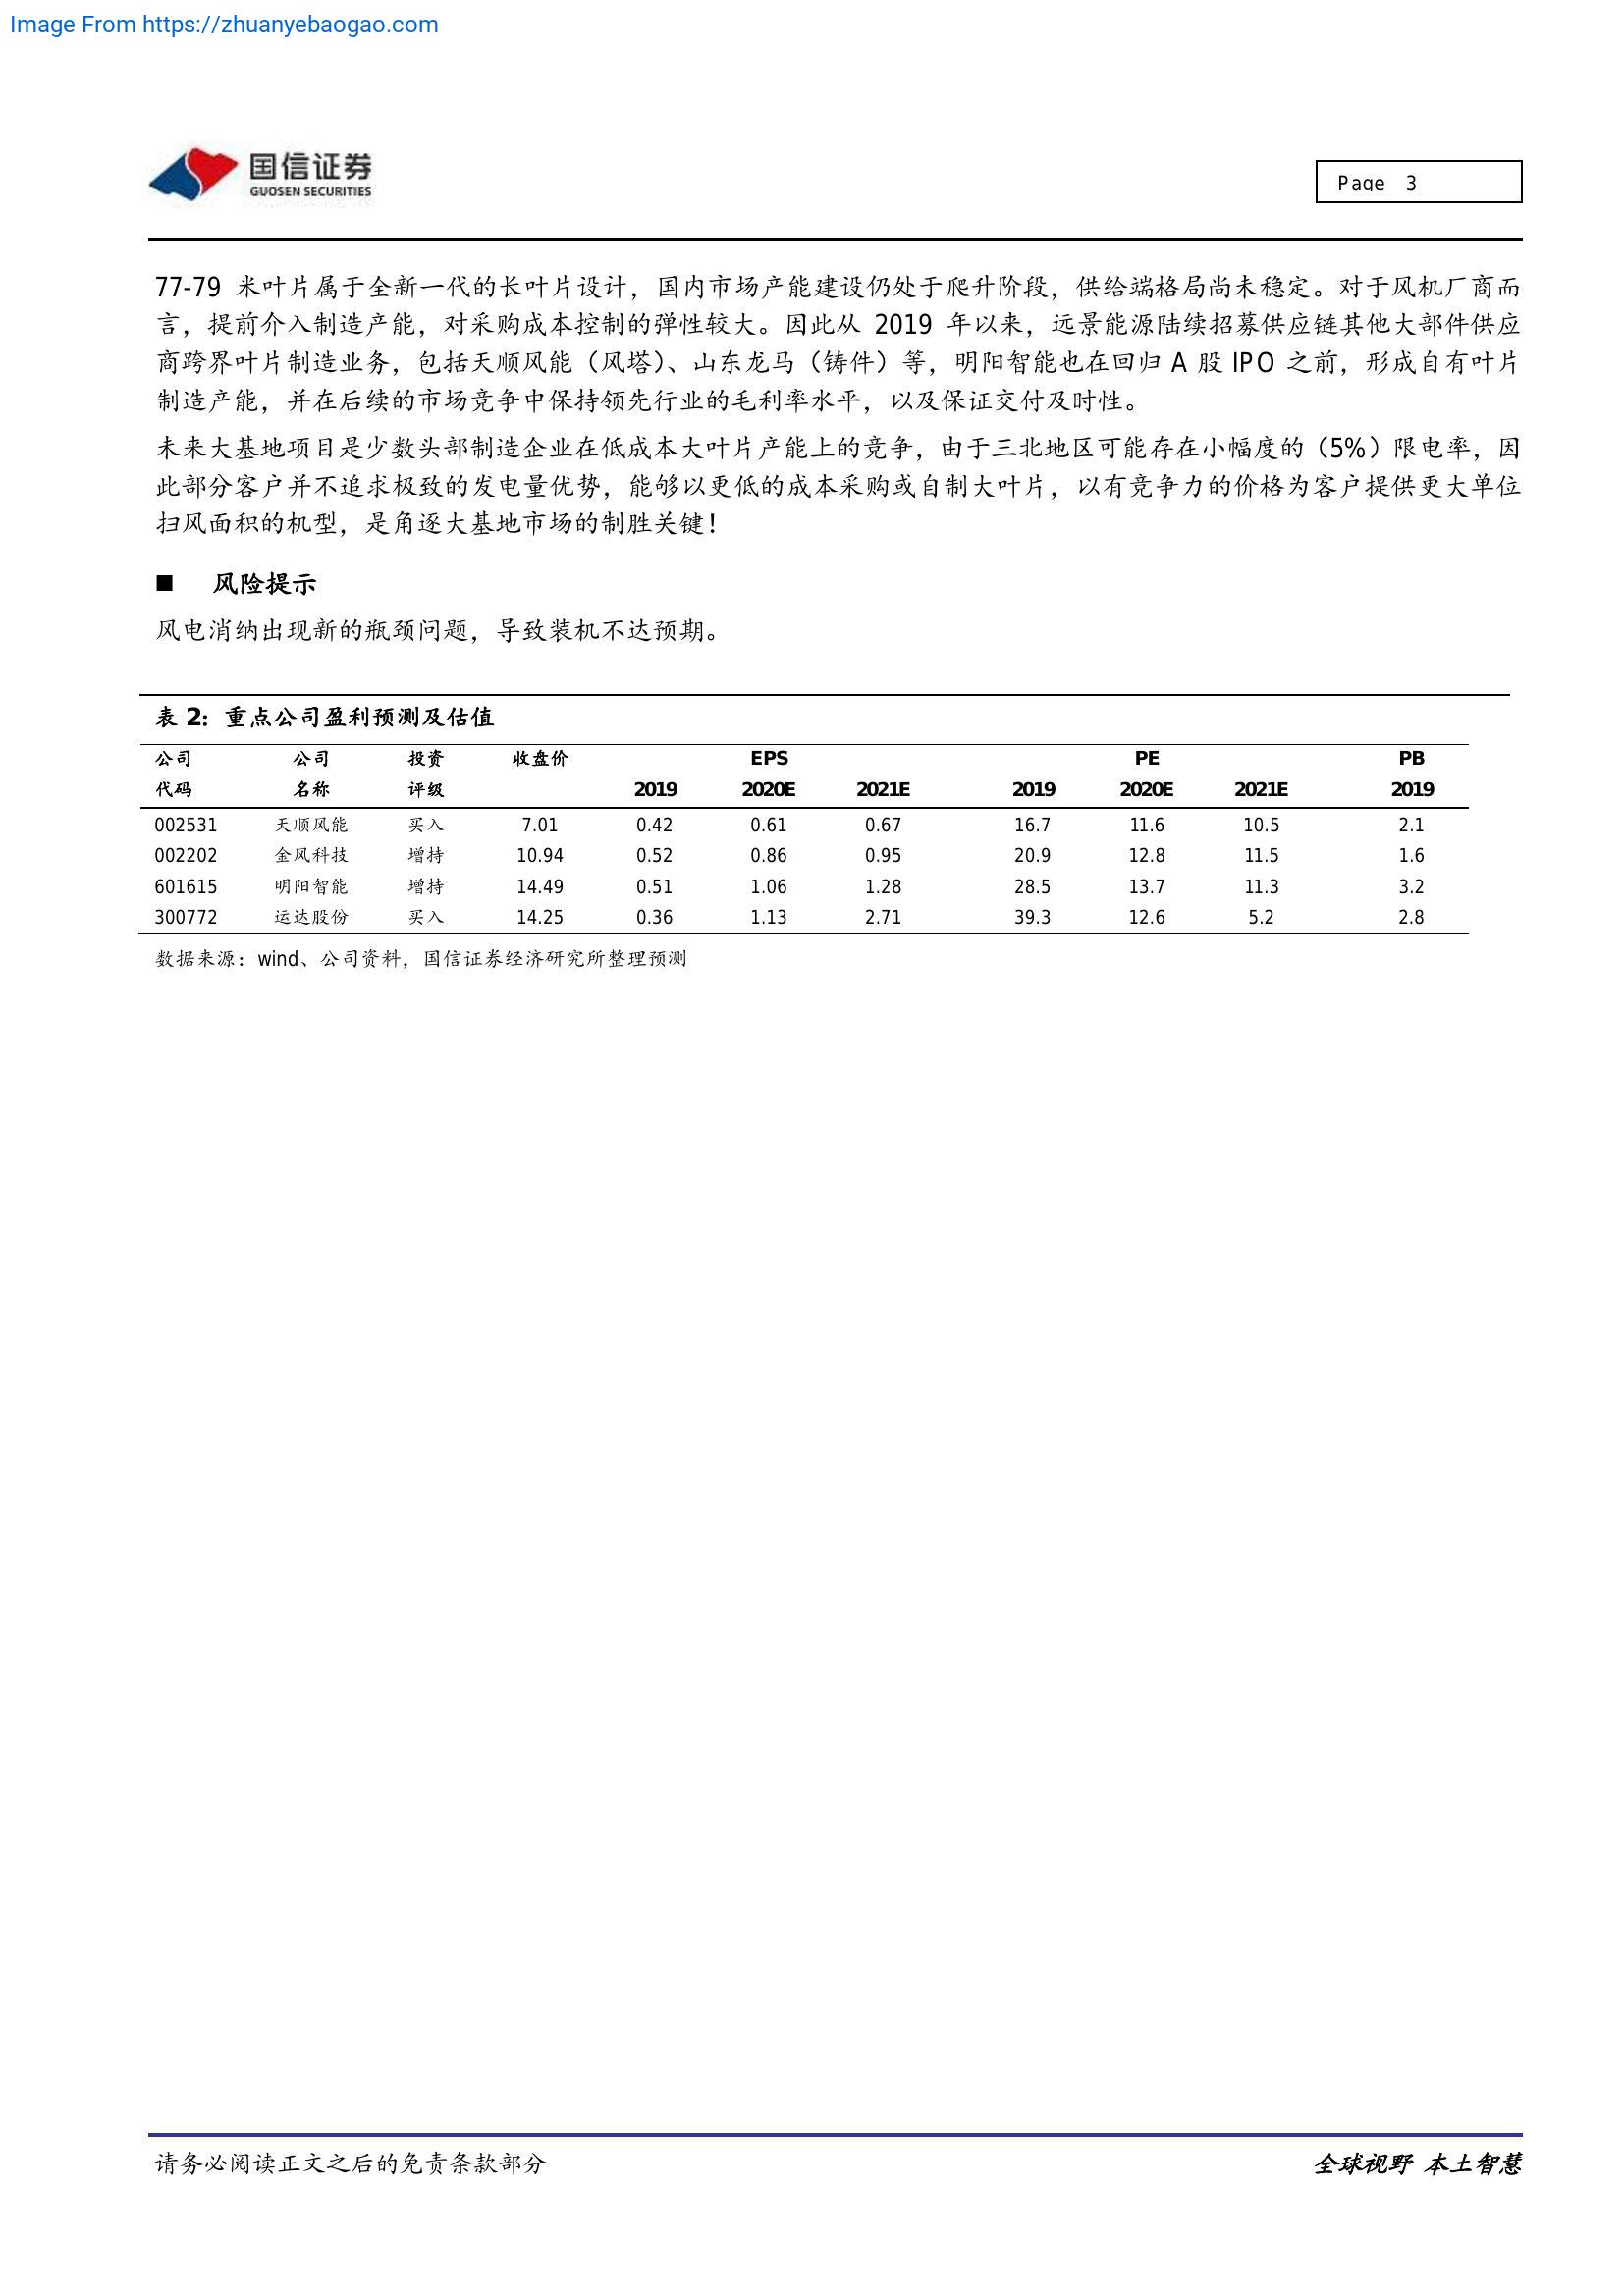 Image From https://zhuanyebaogao.com
国信证券
GUOSEN SECURITIES
Page 3
77-79 米叶片属于全新一代的长叶片设计，国内市场产能建设仍处于爬升阶段，供给端格局尚未稳定。对于风机厂商而
言，提前介入制造产能，对采购成本控制的弹性较大。因此从 2019 年以来，远景能源陆续招募供应链其他大部件供应
商跨界叶片制造业务，包括天顺风能（风塔）、山东龙马（铸件）等，明阳智能也在回归 A 股 IPO 之前，形成自有叶片
制造产能，并在后续的市场竞争中保持领先行业的毛利率水平，以及保证交付及时性。
未来大基地项目是少数头部制造企业在低成本大叶片产能上的竞争，由于三北地区可能存在小幅度的（5%）限电率，因
此部分客户并不追求极致的发电量优势，能够以更低的成本采购或自制大叶片，以有竞争力的价格为客户提供更大单位
扫风面积的机型，是角逐大基地市场的制胜关键！
■ 风险提示
风电消纳出现新的瓶颈问题，导致装机不达预期。
表 2：重点公司盈利预测及估值
公司 公司 投资 收盘价 EPS PE PB
代码 名称 评级 2019 2020E 2021E 2019 2020E 2021E 2019
002531 天顺风能 买入 7.01 0.42 0.61 0.67 16.7 11.6 10.5 2.1
002202 金风科技 增持 10.94 0.52 0.86 0.95 20.9 12.8 11.5 1.6
601615 明阳智能 增持 14.49 0.51 1.06 1.28 28.5 13.7 11.3 3.2
300772 运达股份 买入 14.25 0.36 1.13 2.71 39.3 12.6 5.2 2.8
数据来源：wind、公司资料，国信证券经济研究所整理预测
请务必阅读正文之后的免责条款部分 全球视野 本土智慧